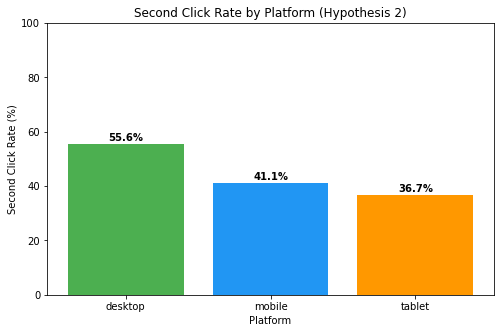 Second Click Rate by Platform (Hypothesis 2)
Second Click Rate (%)
100
80
60
40
20
0
55.6%
41.1%
36.7%
desktop
mobile
tablet
Platform